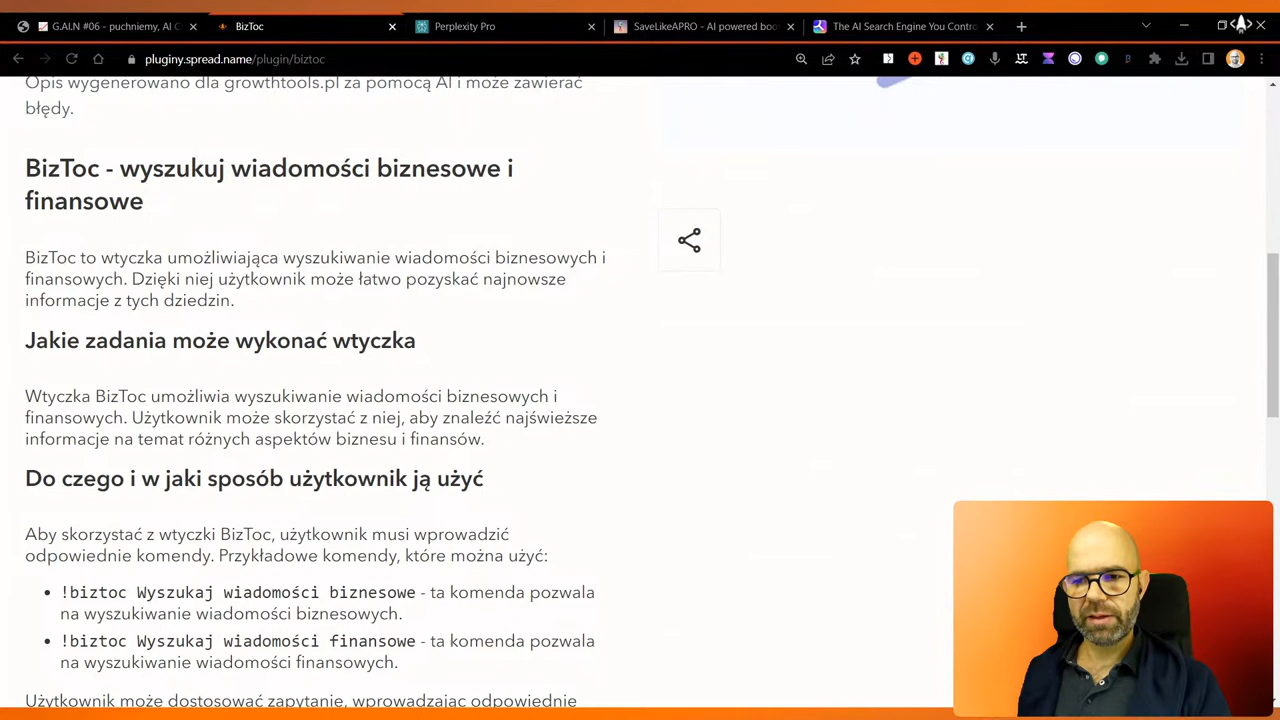 G.ALN #06 - puchniemy, AI C
BizToc
Perplexity Pro
SaveLikeAPRO - AI powered boo
The AI Search Engine You Contro
pluginy.spread.name/plugin/biztoc
Opis wygenerowano dla growthtools.pl za pomocą AI i może zawierać
błędy.
BizToc - wyszukuj wiadomości biznesowe i
finansowe
BizToc to wtyczka umożliwiająca wyszukiwanie wiadomości biznesowych i
finansowych. Dzięki niej użytkownik może łatwo pozyskać najnowsze
informacje z tych dziedzin.
Jakie zadania może wykonać wtyczka
Wtyczka BizToc umożliwia wyszukiwanie wiadomości biznesowych i
finansowych. Użytkownik może skorzystać z niej, aby znaleźć najświeższe
informacje na temat różnych aspektów biznesu i finansów.
Do czego i w jaki sposób użytkownik ją użyć
Aby skorzystać z wtyczki BizToc, użytkownik musi wprowadzić
odpowiednie komendy. Przykładowe komendy, które można użyć:
• !biztoc Wyszukaj wiadomości biznesowe - ta komenda pozwala
na wyszukiwanie wiadomości biznesowych.
• !biztoc Wyszukaj wiadomości finansowe - ta komenda pozwala
na wyszukiwanie wiadomości finansowych.
Użytkownik może dostosować zapytanie, wprowadzając odpowiednie